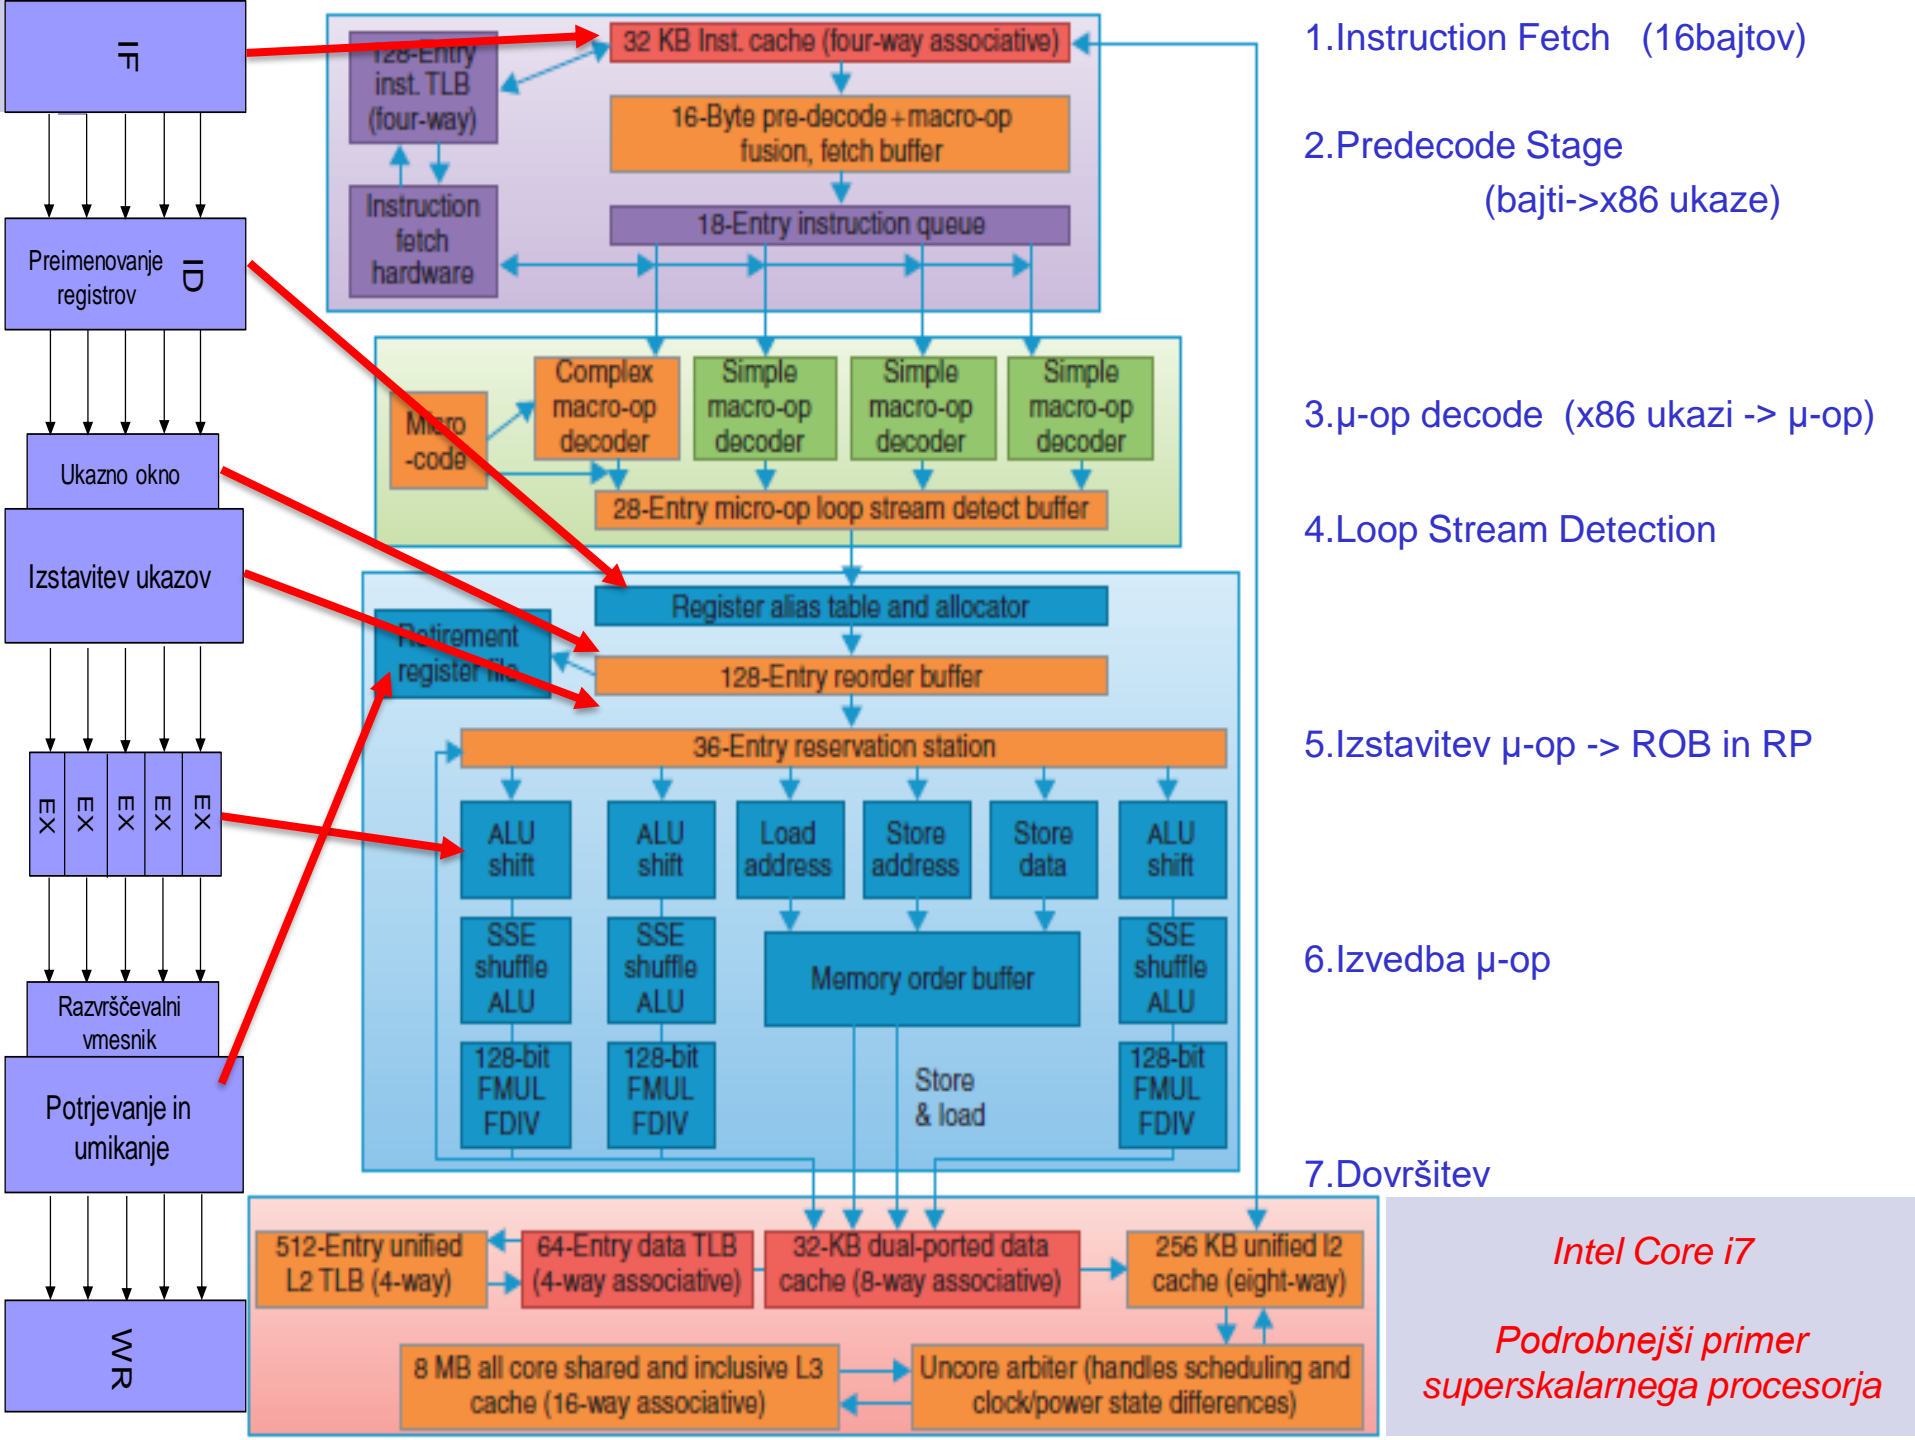 IF
Preimenovanje
registrov
ID
Ukazno okno
Izstavitev ukazov
EX
EX
EX
EX
EX
Razvrščevalni
vmesnik
Potrjevanje in
umikanje
WR
32 KB Inst. cache (four-way associative)
128-Entry
inst. TLB
(four-way)
16-Byte pre-decode+macro-op
fusion, fetch buffer
Instruction
fetch
hardware
18-Entry instruction queue
Micro
-code
Complex
macro-op
decoder
Simple
macro-op
decoder
Simple
macro-op
decoder
Simple
macro-op
decoder
28-Entry micro-op loop stream detect buffer
Register alias table and allocator
Retirement
register file
128-Entry reorder buffer
36-Entry reservation station
ALU
shift
ALU
shift
Load
address
Store
address
Store
data
ALU
shift
SSE
shuffle
ALU
SSE
shuffle
ALU
Memory order buffer
SSE
shuffle
ALU
128-bit
FMUL
FDIV
128-bit
FMUL
FDIV
Store
& load
128-bit
FMUL
FDIV
512-Entry unified
L2 TLB (4-way)
64-Entry data TLB
(4-way associative)
32-KB dual-ported data
cache (8-way associative)
256 KB unified l2
cache (eight-way)
8 MB all core shared and inclusive L3
cache (16-way associative)
Uncore arbiter (handles scheduling and
clock/power state differences)
1.Instruction Fetch (16bajtov)
2.Predecode Stage
(bajti->x86 ukaze)
3.µ-op decode (x86 ukazi -> µ-op)
4.Loop Stream Detection
5.Izstavitev µ-op -> ROB in RP
6.Izvedba µ-op
7.Dovršitev
Intel Core i7
Podrobnejši primer
superskalarnega procesorja